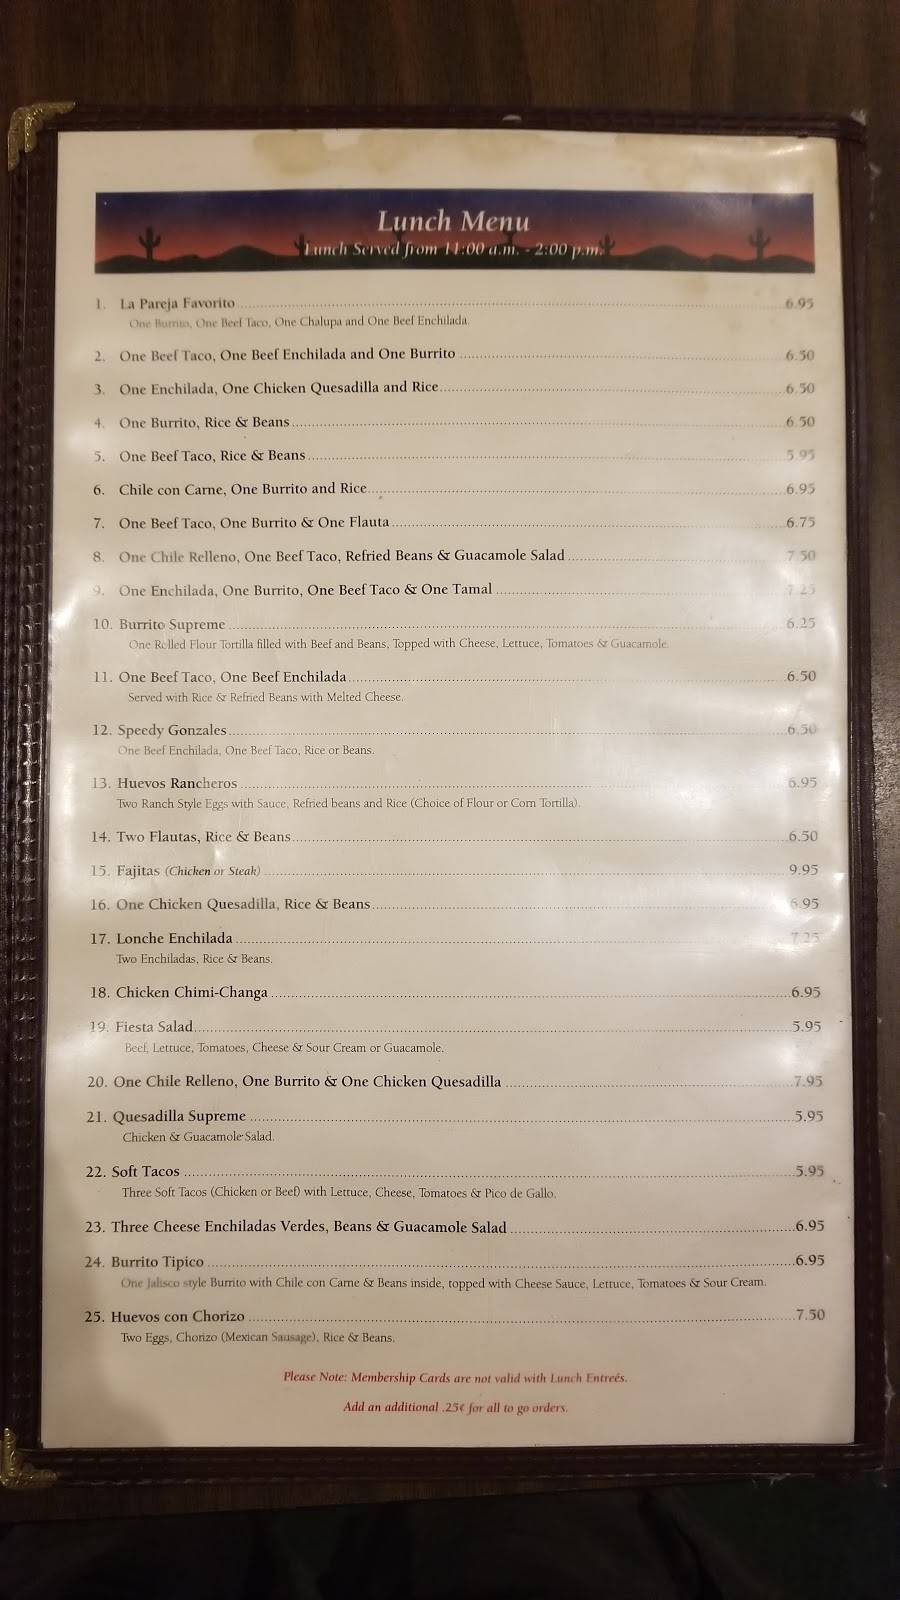 Lunch Menu
Lunch Served from 11:00 a.m. - 2:00 p.m.
1. La Pareja Favorito 6.95
One Burrito, One Beef Taco, One Chalupa and One Beef Enchilada.
2. One Beef Taco, One Beef Enchilada and One Burrito 6.50
3. One Enchilada, One Chicken Quesadilla and Rice 6.50
4. One Burrito, Rice & Beans 6.50
5. One Beef Taco, Rice & Beans 5.95
6. Chile con Carne, One Burrito and Rice 6.95
7. One Beef Taco, One Burrito & One Flauta 6.75
8. One Chile Relleno, One Beef Taco, Refried Beans & Guacamole Salad 7.50
9. One Enchilada, One Burrito, One Beef Taco & One Tamal 7.25
10. Burrito Supreme 6.25
One Rolled Flour Tortilla filled with Beef and Beans, Topped with Cheese, Lettuce, Tomatoes & Guacamole.
11. One Beef Taco, One Beef Enchilada 6.50
Served with Rice & Refried Beans with Melted Cheese.
12. Speedy Gonzales 6.50
One Beef Enchilada, One Beef Taco, Rice or Beans.
13. Huevos Rancheros 6.95
Two Ranch Style Eggs with Sauce, Refried beans and Rice (Choice of Flour or Corn Tortilla).
14. Two Flautas, Rice & Beans 6.50
15. Fajitas (Chicken or Steak) 9.95
16. One Chicken Quesadilla, Rice & Beans 6.95
17. Lonche Enchilada 7.25
Two Enchiladas, Rice & Beans.
18. Chicken Chimi-Changa 6.95
19. Fiesta Salad 5.95
Beef, Lettuce, Tomatoes, Cheese & Sour Cream or Guacamole.
20. One Chile Relleno, One Burrito & One Chicken Quesadilla 7.95
21. Quesadilla Supreme 5.95
Chicken & Guacamole Salad.
22. Soft Tacos 5.95
Three Soft Tacos (Chicken or Beef) with Lettuce, Cheese, Tomatoes & Pico de Gallo.
23. Three Cheese Enchiladas Verdes, Beans & Guacamole Salad 6.95
24. Burrito Tipico 6.95
One Jalisco style Burrito with Chile con Carne & Beans inside, topped with Cheese Sauce, Lettuce, Tomatoes & Sour Cream.
25. Huevos con Chorizo 7.50
Two Eggs, Chorizo (Mexican Sausage), Rice & Beans.
Please Note: Membership Cards are not valid with Lunch Entreés.
Add an additional .25¢ for all to go orders.